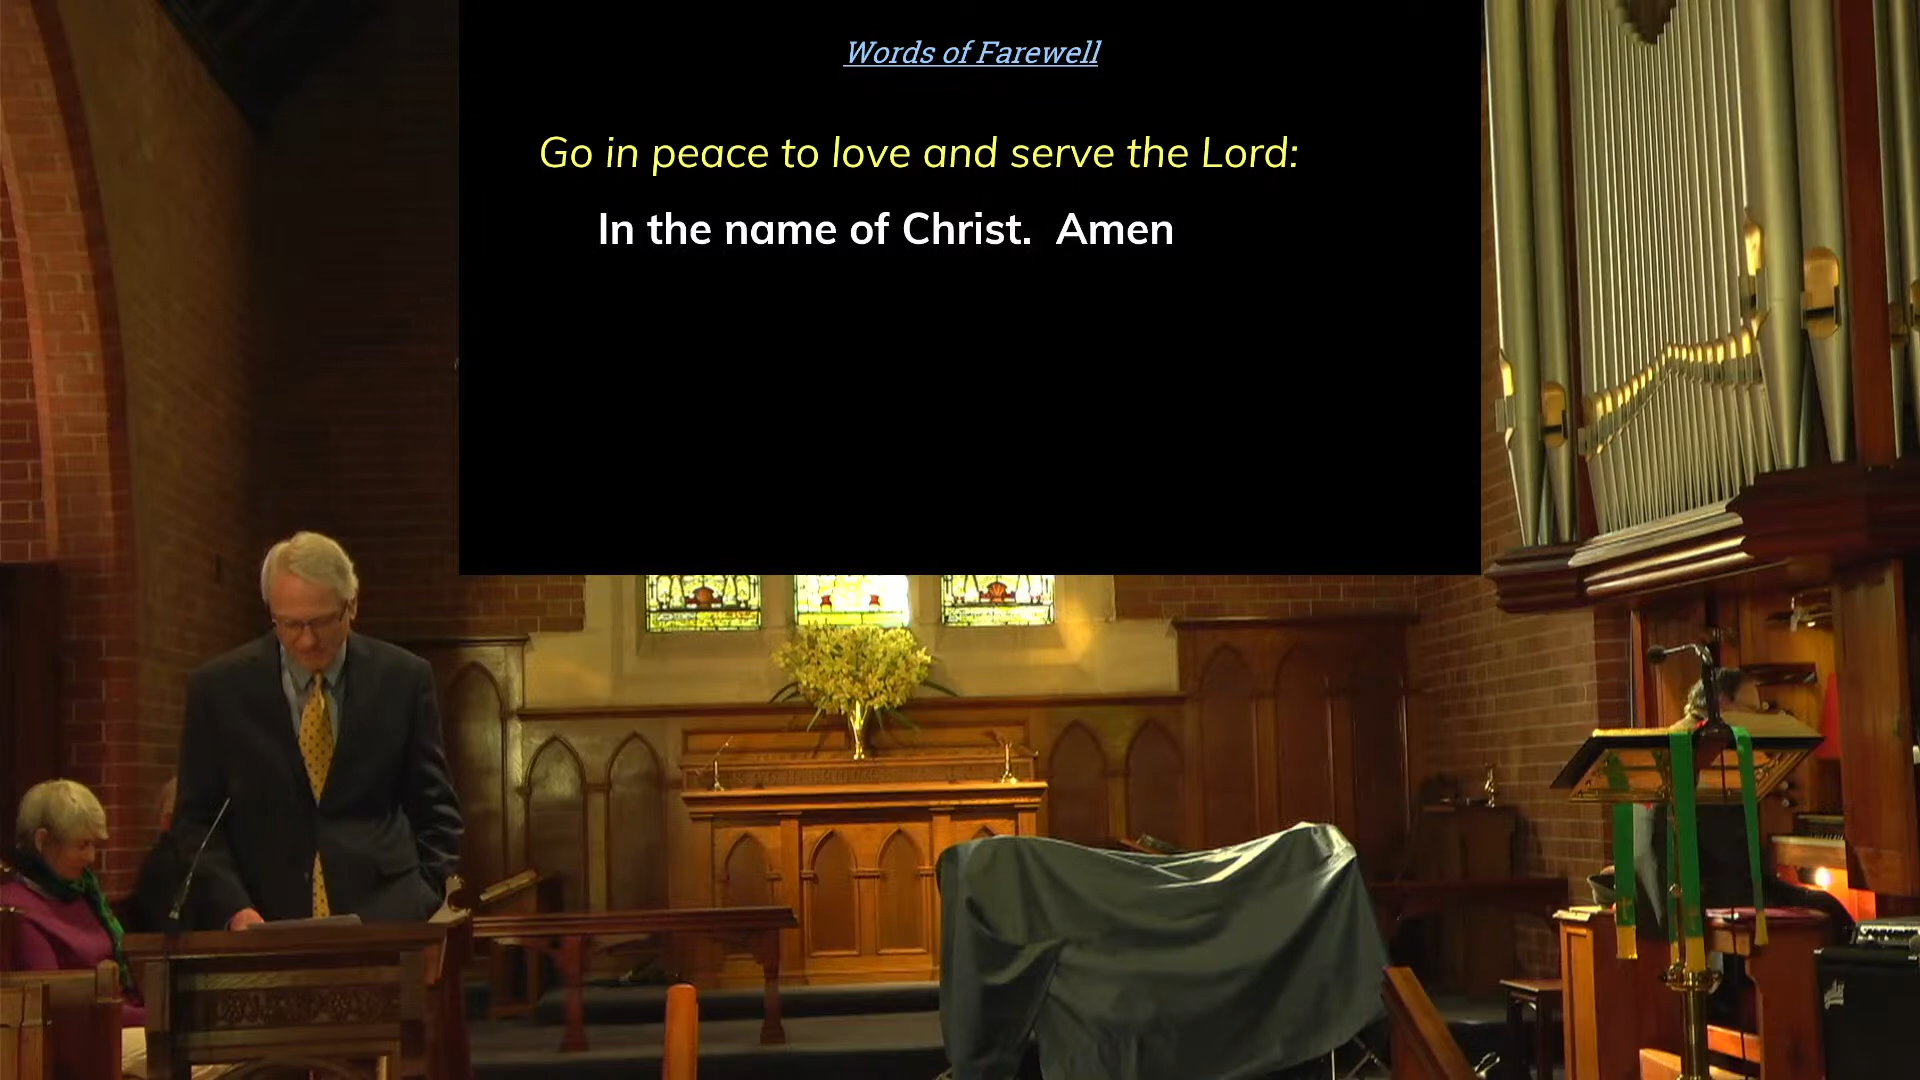 Words of Farewell
Go in peace to love and serve the Lord:
In the name of Christ.  Amen